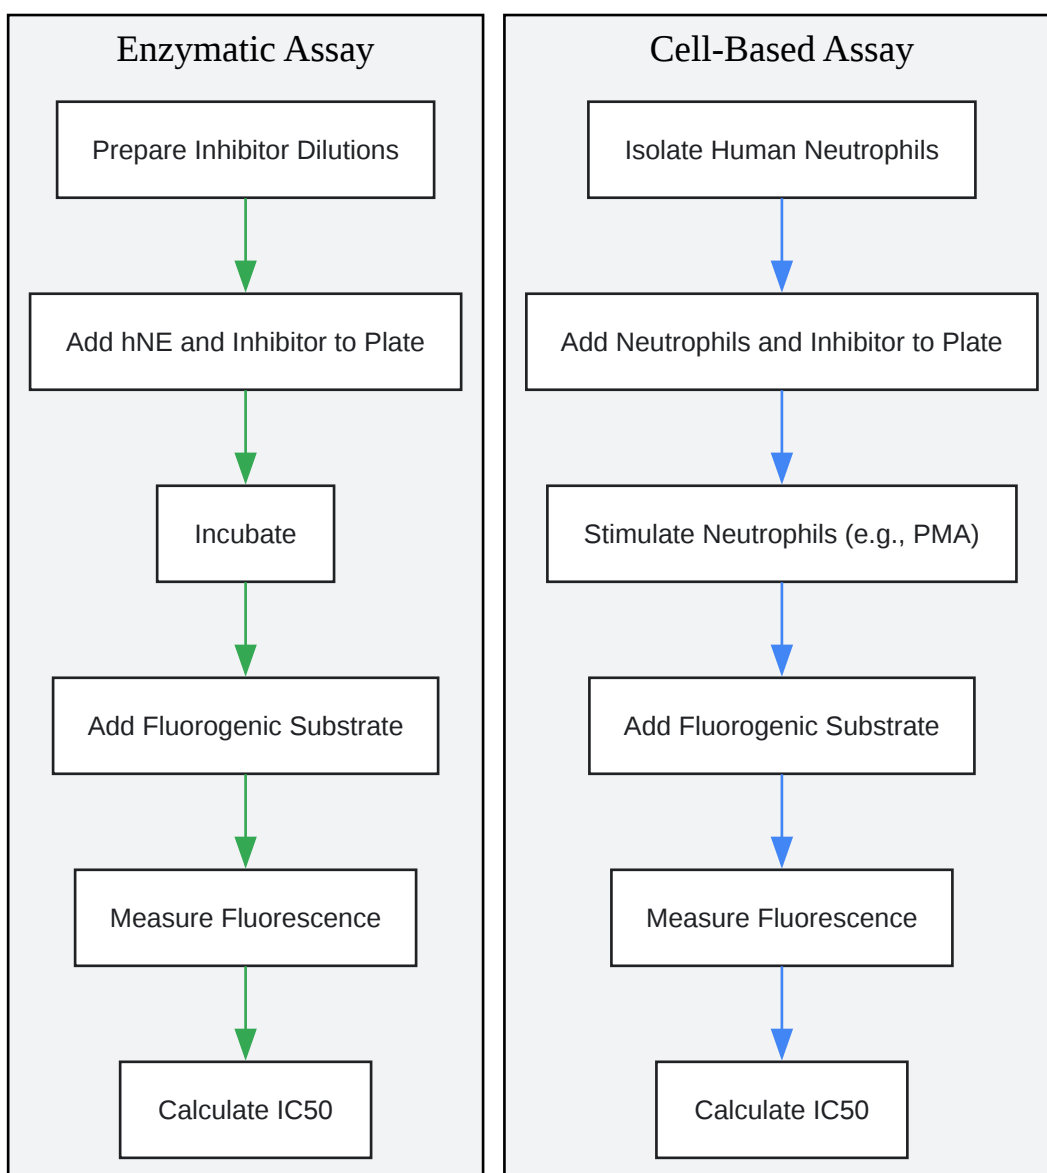 Enzymatic Assay
Prepare Inhibitor Dilutions
Add hNE and Inhibitor to Plate
Incubate
Add Fluorogenic Substrate
Measure Fluorescence
Calculate IC50
Cell-Based Assay
Isolate Human Neutrophils
Add Neutrophils and Inhibitor to Plate
Stimulate Neutrophils (e.g., PMA)
Add Fluorogenic Substrate
Measure Fluorescence
Calculate IC50